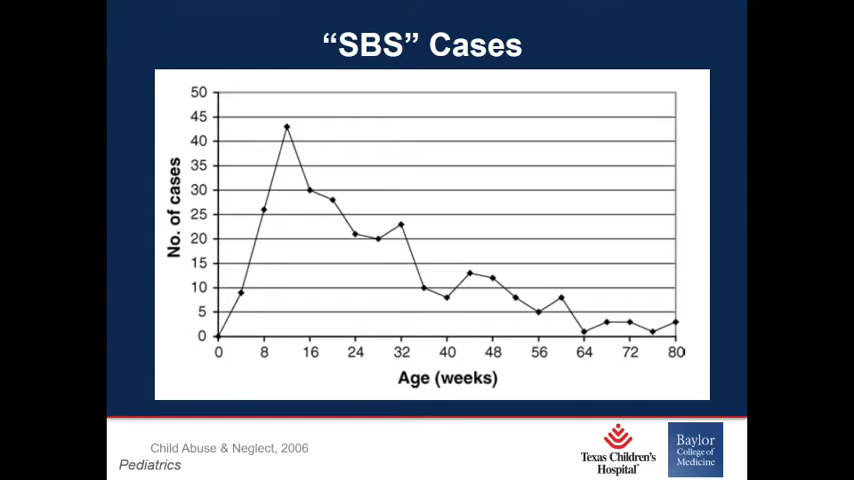 “SBS” Cases
50
45
40
35
30
25
20
15
10
5
0
No. of cases
0 8 16 24 32 40 48 56 64 72 80
Age (weeks)
Child Abuse & Neglect, 2006
Pediatrics
Texas Children's
Hospital®
Baylor
College of
Medicine